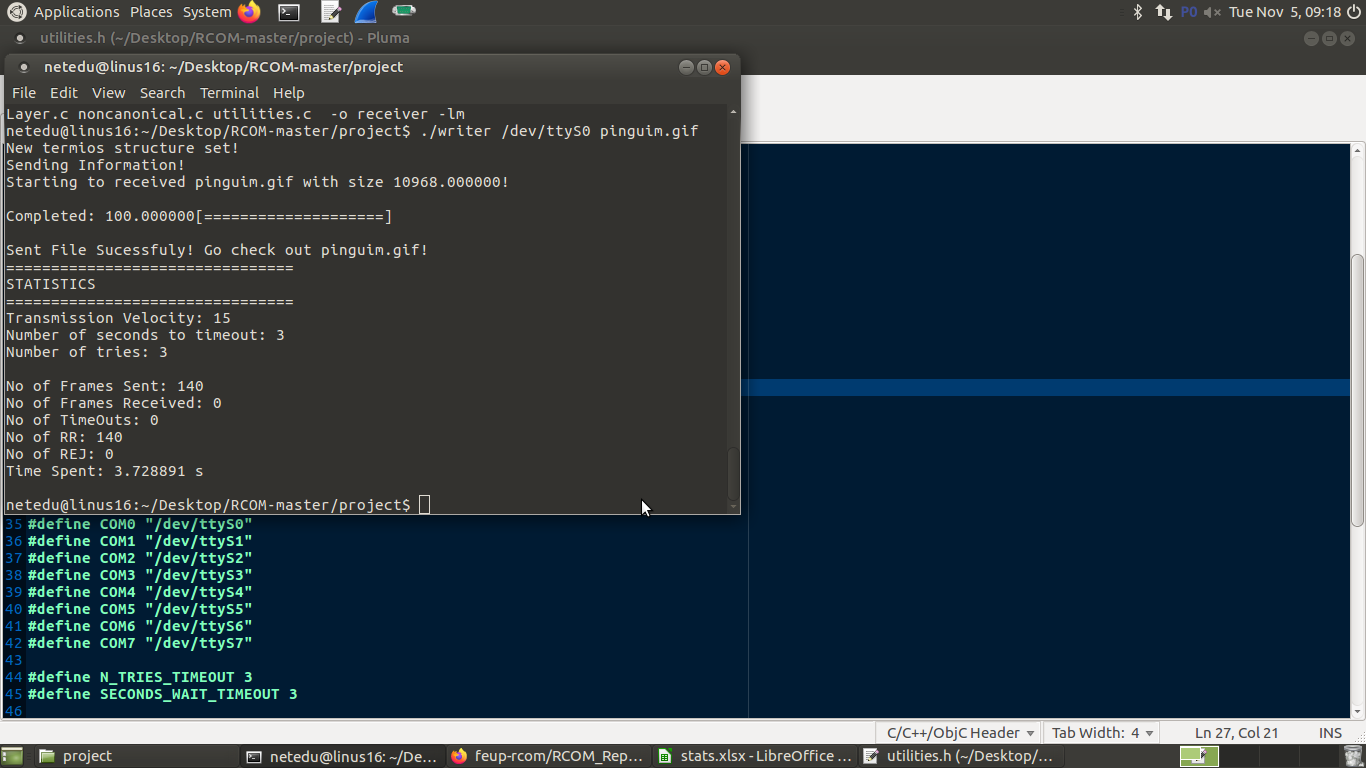 Applications Places System P0 Tue Nov 5, 09:18
utilities.h (~/Desktop/RCOM-master/project) - Pluma
netedu@linus16: ~/Desktop/RCOM-master/project
File Edit View Search Terminal Help
Layer.c noncanonical.c utilities.c  -o receiver -lm
netedu@linus16:~/Desktop/RCOM-master/project$ ./writer /dev/ttyS0 pinguim.gif
New termios structure set!
Sending Information!
Starting to received pinguim.gif with size 10968.000000!
Completed: 100.000000[====================]
Sent File Sucessfuly! Go check out pinguim.gif!
================================
STATISTICS
================================
Transmission Velocity: 15
Number of seconds to timeout: 3
Number of tries: 3
No of Frames Sent: 140
No of Frames Received: 0
No of TimeOuts: 0
No of RR: 140
No of REJ: 0
Time Spent: 3.728891 s
netedu@linus16:~/Desktop/RCOM-master/project$
35 #define COM0 "/dev/ttyS0"
36 #define COM1 "/dev/ttyS1"
37 #define COM2 "/dev/ttyS2"
38 #define COM3 "/dev/ttyS3"
39 #define COM4 "/dev/ttyS4"
40 #define COM5 "/dev/ttyS5"
41 #define COM6 "/dev/ttyS6"
42 #define COM7 "/dev/ttyS7"
43
44 #define N_TRIES_TIMEOUT 3
45 #define SECONDS_WAIT_TIMEOUT 3
46
C/C++/ObjC Header Tab Width: 4 Ln 27, Col 21 INS
project netedu@linus16: ~/De... feup-rcom/RCOM_Rep... stats.xlsx - LibreOffice ... utilities.h (~/Desktop/...